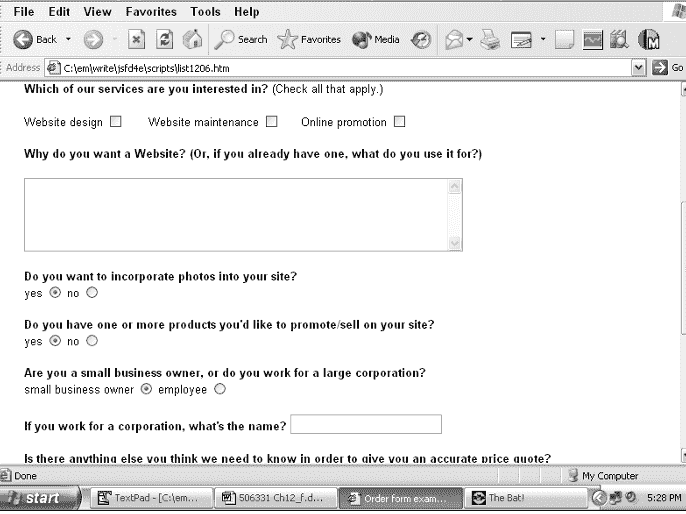 File Edit View Favorites Tools Help
Back Search Favorites Media
Address C:\em\write\jsfd4e\scripts\list1206.htm Go
Which of our services are you interested in? (Check all that apply.)
Website design Website maintenance Online promotion
Why do you want a Website? (Or, if you already have one, what do you use it for?)
Do you want to incorporate photos into your site?
yes no
Do you have one or more products you'd like to promote/sell on your site?
yes no
Are you a small business owner, or do you work for a large corporation?
small business owner employee
If you work for a corporation, what's the name?
Is there anything else you think we need to know in order to give you an accurate price quote?
Done My Computer
start TextPad - [C:\em... 506331 Ch12_f.d... Order form exam... The Bat! 5:28 PM